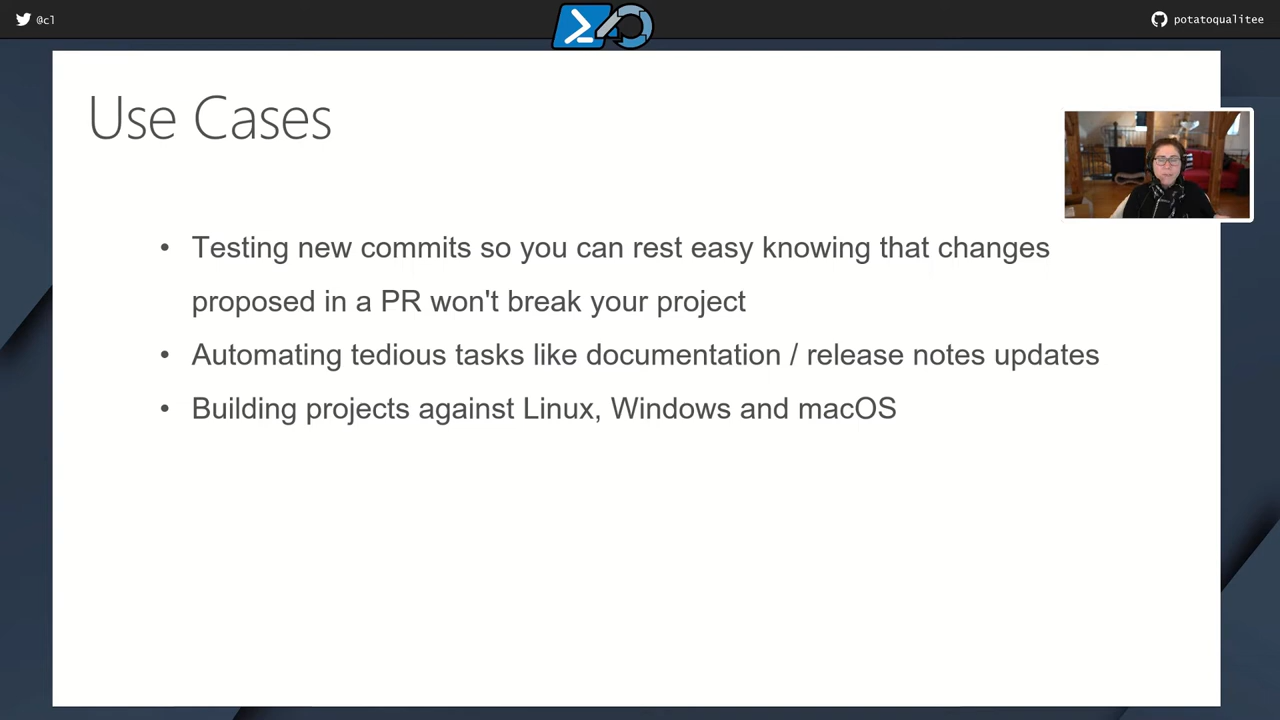 @cl
potatoqualitee
Use Cases
• Testing new commits so you can rest easy knowing that changes
proposed in a PR won't break your project
• Automating tedious tasks like documentation / release notes updates
• Building projects against Linux, Windows and macOS